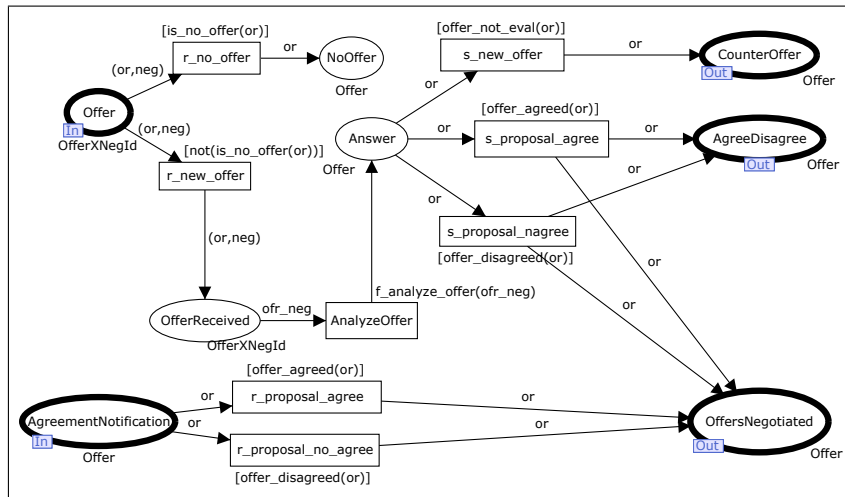 [is_no_offer(or)]
[offer_not_eval(or)]
r_no_offer
or
NoOffer
Offer
s_new_offer
or
CounterOffer
Out
Offer
(or,neg)
or
Offer
In
OfferXNegId
(or,neg)
[not(is_no_offer(or))]
r_new_offer
[offer_agreed(or)]
Answer
Offer
or
s_proposal_agree
or
AgreeDisagree
Out
Offer
or
or
s_proposal_nagree
[offer_disagreed(or)]
(or,neg)
or
or
f_analyze_offer(ofr_neg)
OfferReceived
OfferXNegId
ofr_neg
AnalyzeOffer
[offer_agreed(or)]
or
r_proposal_agree
or
AgreementNotification
In
Offer
or
r_proposal_no_agree
[offer_disagreed(or)]
or
OffersNegotiated
Out
Offer